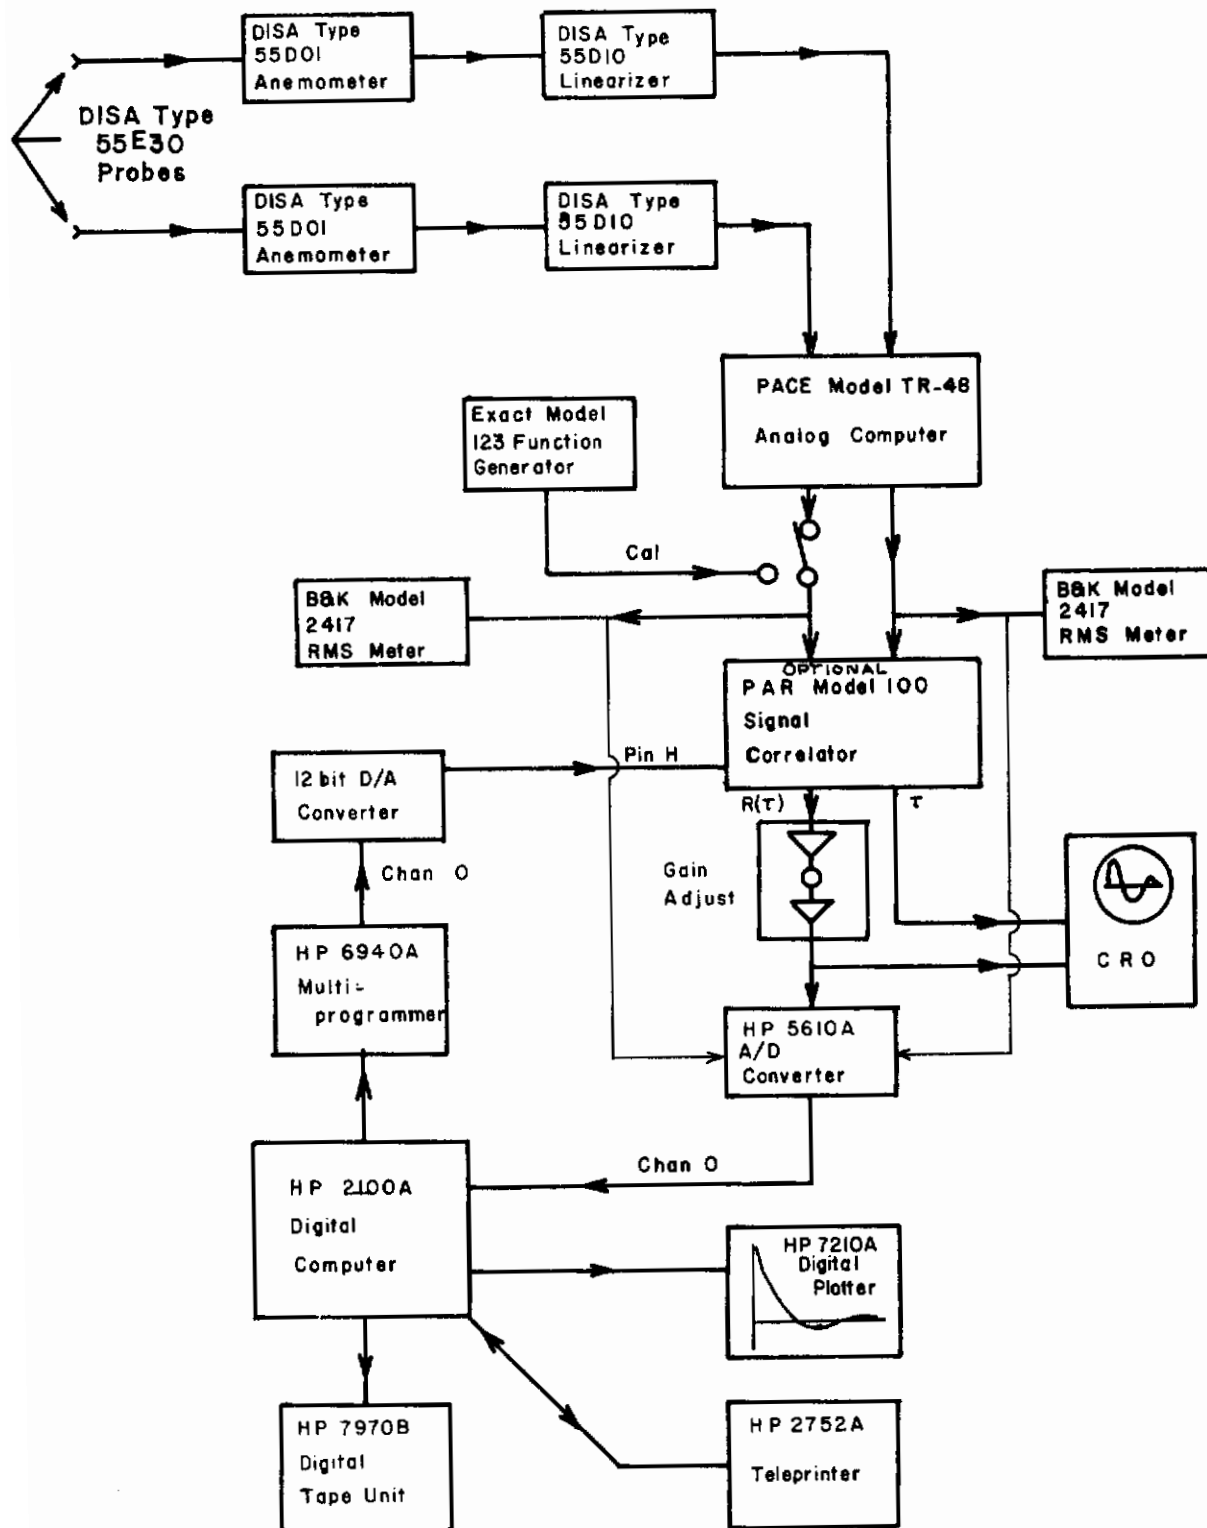 DISA Type
55D01
Anemometer
DISA Type
55D10
Linearizer
DISA Type
55E30
Probes
DISA Type
55D01
Anemometer
DISA Type
55D10
Linearizer
PACE Model TR-48
Analog Computer
Exact Model
123 Function
Generator
Cal
B&K Model
2417
RMS Meter
B&K Model
2417
RMS Meter
OPTIONAL
PAR Model 100
Signal
Correlator
Pin H
12 bit D/A
Converter
R(τ)
τ
Chan 0
Gain
Adjust
CRO
HP 6940A
Multi-
programmer
HP 5610A
A/D
Converter
Chan 0
HP 2100A
Digital
Computer
HP 7210A
Digital
Plotter
HP 7970B
Digital
Tape Unit
HP 2752A
Teleprinter